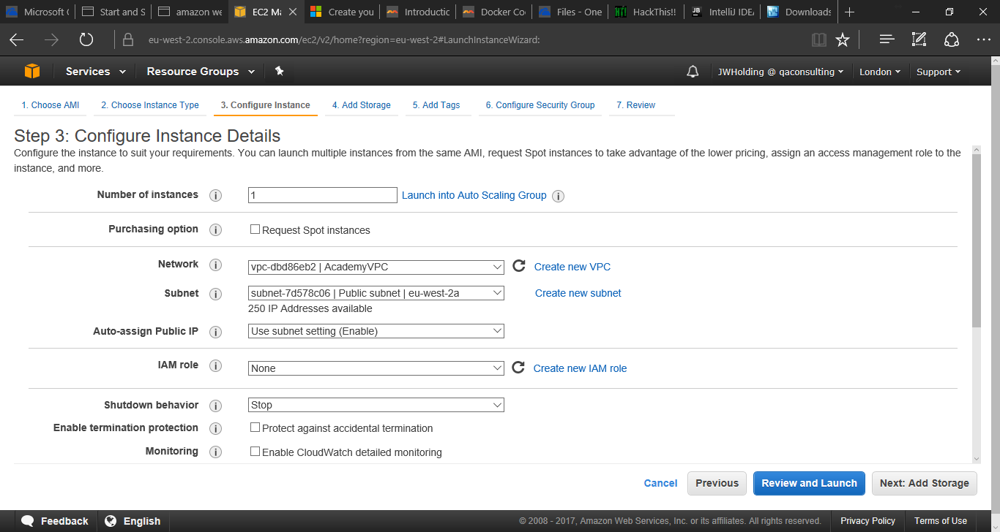 Microsoft
Start and S
amazon we
EC2 Ma
Create you
Introductic
Docker Co
Files - One
HackThis!!
IntelliJ IDE
Downloads
eu-west-2.console.aws.amazon.com/ec2/v2/home?region=eu-west-2#LaunchInstanceWizard:
Services
Resource Groups
JWHolding @ qaconsulting
London
Support
1. Choose AMI
2. Choose Instance Type
3. Configure Instance
4. Add Storage
5. Add Tags
6. Configure Security Group
7. Review
Step 3: Configure Instance Details
Configure the instance to suit your requirements. You can launch multiple instances from the same AMI, request Spot instances to take advantage of the lower pricing, assign an access management role to the
instance, and more.
Number of instances
1
Launch into Auto Scaling Group
Purchasing option
Request Spot instances
Network
vpc-dbd86eb2 | AcademyVPC
Create new VPC
Subnet
subnet-7d578c06 | Public subnet | eu-west-2a
Create new subnet
250 IP Addresses available
Auto-assign Public IP
Use subnet setting (Enable)
IAM role
None
Create new IAM role
Shutdown behavior
Stop
Enable termination protection
Protect against accidental termination
Monitoring
Enable CloudWatch detailed monitoring
Cancel
Previous
Review and Launch
Next: Add Storage
Feedback
English
© 2008 - 2017, Amazon Web Services, Inc. or its affiliates. All rights reserved.
Privacy Policy
Terms of Use